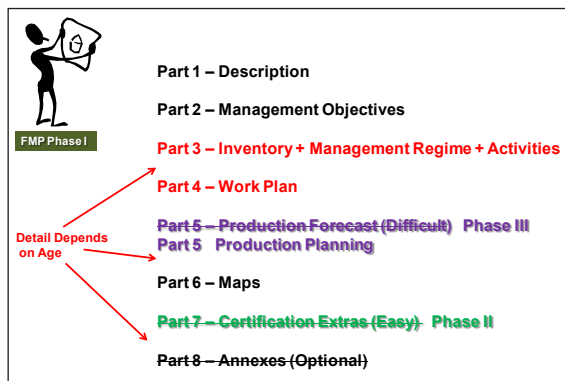 Part 1 – Description
Part 2 – Management Objectives
FMP Phase I
Part 3 – Inventory + Management Regime + Activities
Part 4 – Work Plan
Part 5 – Production Forecast (Difficult) Phase III
Detail Depends
on Age
Part 5 Production Planning
Part 6 – Maps
Part 7 – Certification Extras (Easy) Phase II
Part 8 – Annexes (Optional)